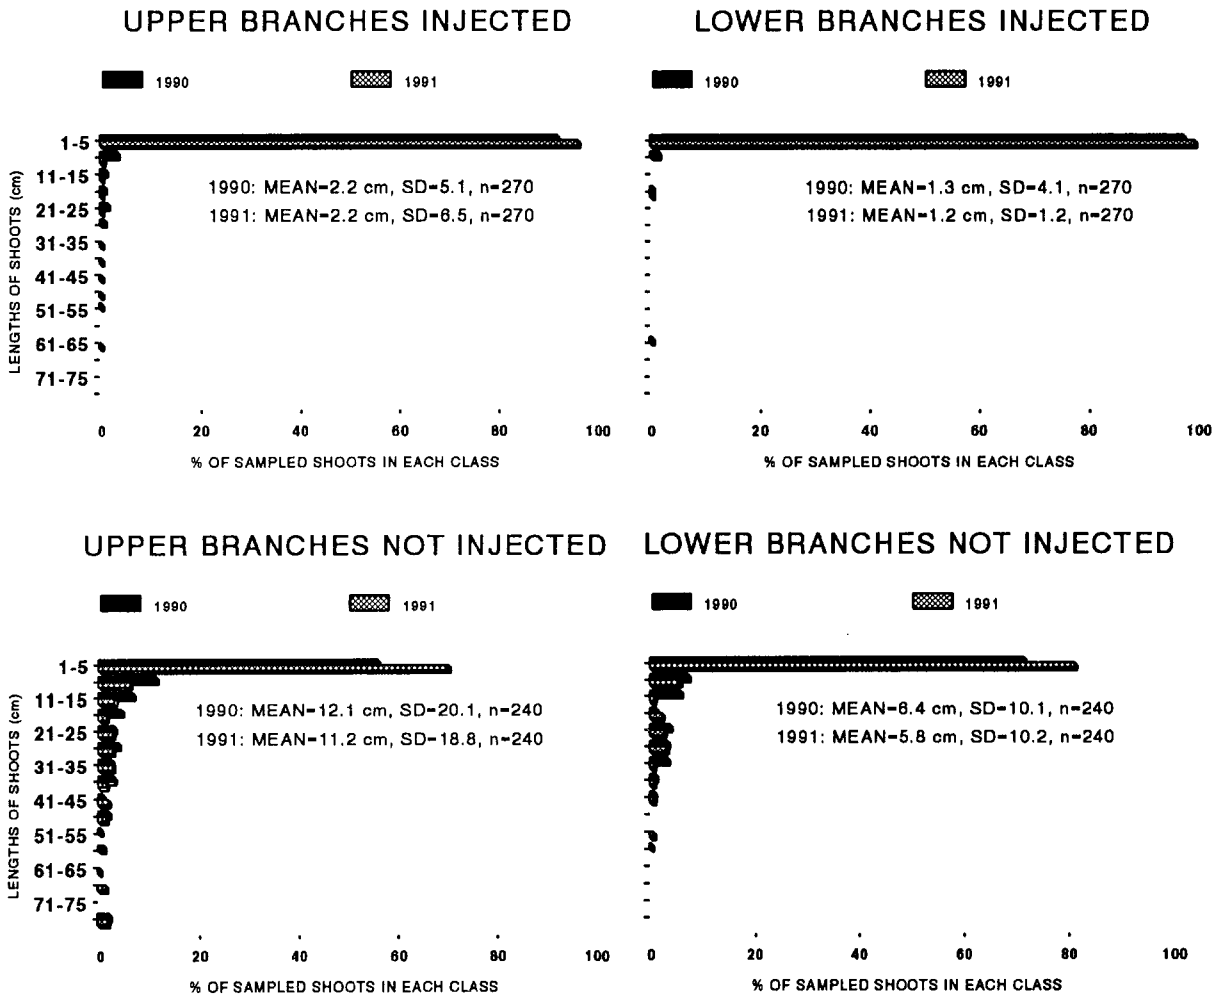 UPPER BRANCHES INJECTED
1990 1991
LENGTHS OF SHOOTS (cm)
1-5
11-15
21-25
31-35
41-45
51-55
61-65
71-75
1990: MEAN=2.2 cm, SD=5.1, n=270
1991: MEAN=2.2 cm, SD=6.5, n=270
0 20 40 60 80 100
% OF SAMPLED SHOOTS IN EACH CLASS
LOWER BRANCHES INJECTED
1990 1991
1990: MEAN=1.3 cm, SD=4.1, n=270
1991: MEAN=1.2 cm, SD=1.2, n=270
0 20 40 60 80 100
% OF SAMPLED SHOOTS IN EACH CLASS
UPPER BRANCHES NOT INJECTED
1990 1991
LENGTHS OF SHOOTS (cm)
1-5
11-15
21-25
31-35
41-45
51-55
61-65
71-75
1990: MEAN=12.1 cm, SD=20.1, n=240
1991: MEAN=11.2 cm, SD=18.8, n=240
0 20 40 60 80 100
% OF SAMPLED SHOOTS IN EACH CLASS
LOWER BRANCHES NOT INJECTED
1990 1991
1990: MEAN=6.4 cm, SD=10.1, n=240
1991: MEAN=5.8 cm, SD=10.2, n=240
0 20 40 60 80 100
% OF SAMPLED SHOOTS IN EACH CLASS